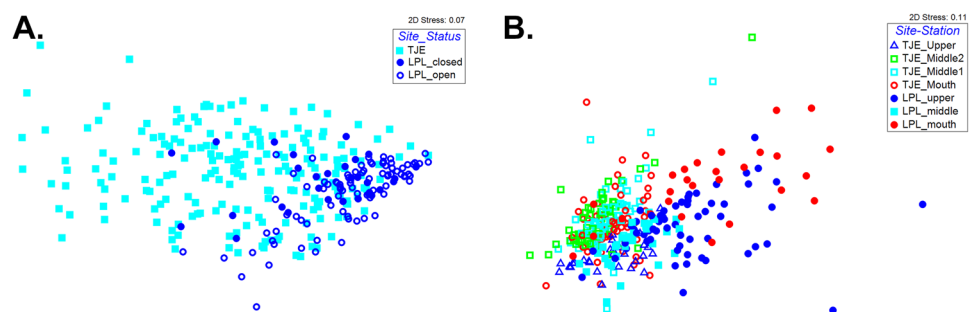 A.
2D Stress: 0.07
Site_Status
TJE
LPL_closed
LPL_open
B.
2D Stress: 0.11
Site-Station
TJE_Upper
TJE_Middle2
TJE_Middle1
TJE_Mouth
LPL_upper
LPL_middle
LPL_mouth